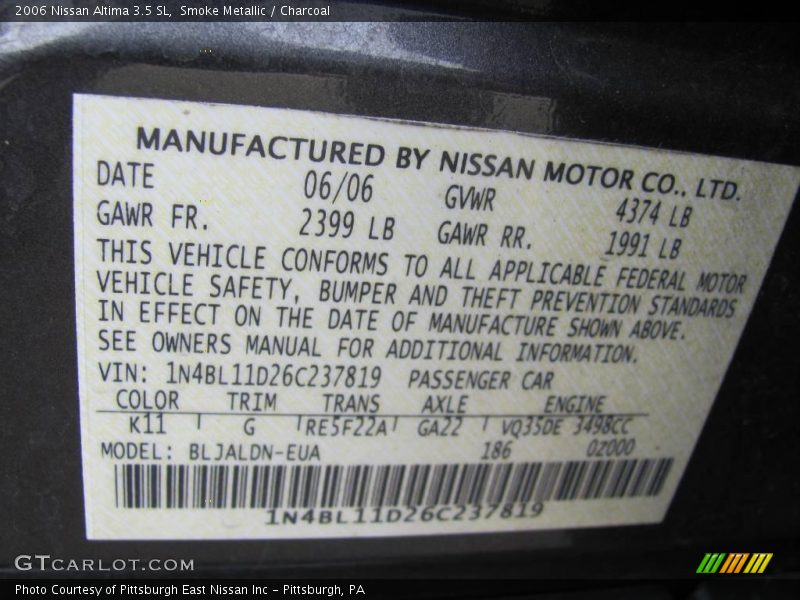 2006 Nissan Altima 3.5 SL,  Smoke Metallic / Charcoal
MANUFACTURED BY NISSAN MOTOR CO., LTD.
DATE 06/06 GVWR 4374 LB
GAWR FR. 2399 LB GAWR RR. 1991 LB
THIS VEHICLE CONFORMS TO ALL APPLICABLE FEDERAL MOTOR
VEHICLE SAFETY, BUMPER AND THEFT PREVENTION STANDARDS
IN EFFECT ON THE DATE OF MANUFACTURE SHOWN ABOVE.
SEE OWNERS MANUAL FOR ADDITIONAL INFORMATION.
VIN: 1N4BL11D26C237819 PASSENGER CAR
COLOR TRIM TRANS AXLE ENGINE
K11 G RE5F22A GA22 VQ35DE 3498CC
MODEL: BLJALDN-EUA 186 0Z000
1N4BL11D26C237819
GTCARLOT.COM
Photo Courtesy of Pittsburgh East Nissan Inc – Pittsburgh, PA